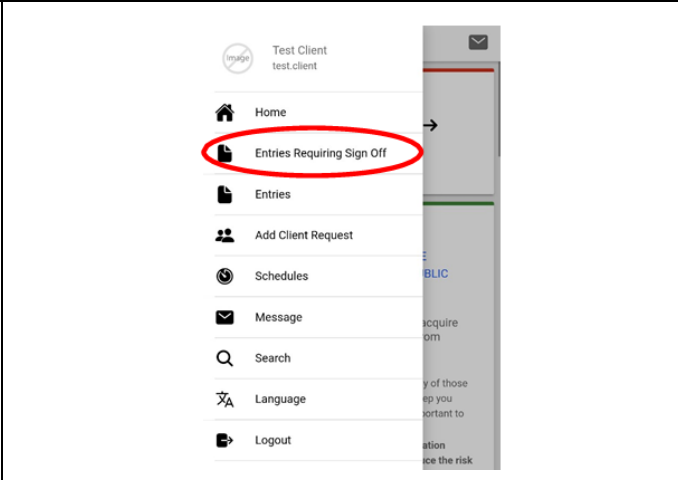 image
Test Client
test.client
Home
Entries Requiring Sign Off
Entries
Add Client Request
Schedules
Message
Search
Language
Logout
BLIC
acquire
om
y of those
ep you
portant to
ation
ce the risk